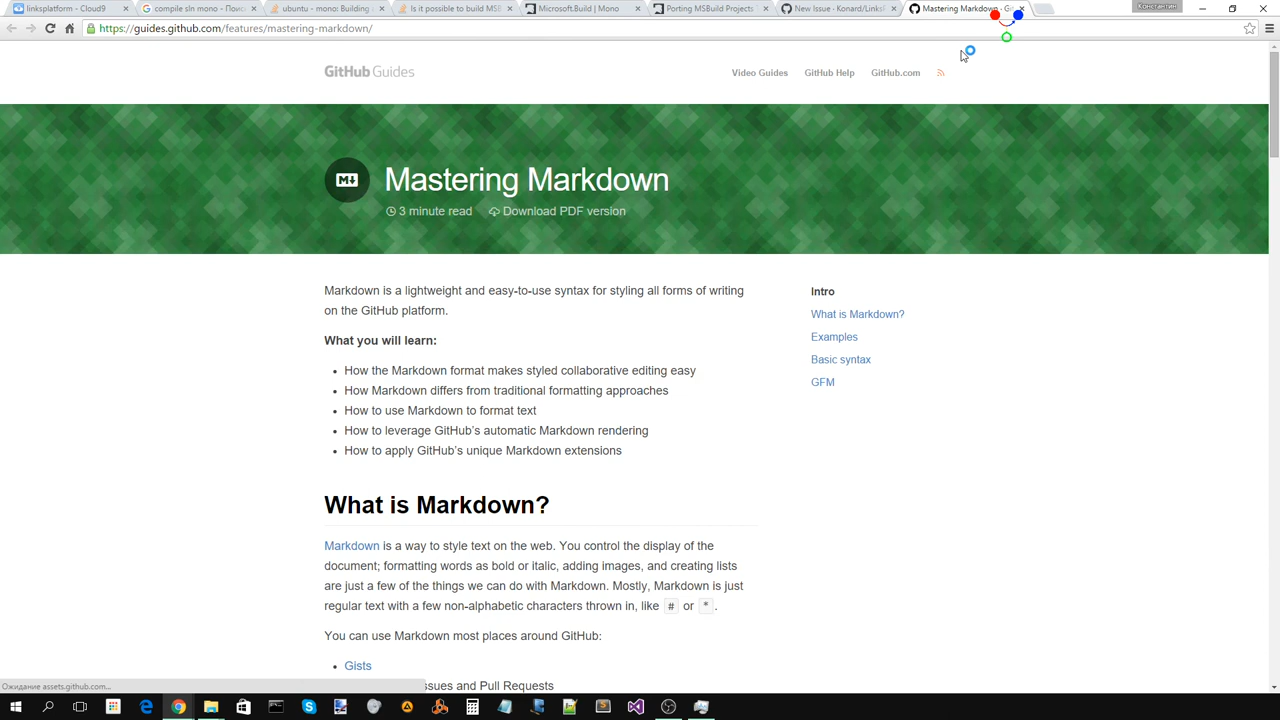 linksplatform - Cloud9
compile sln mono - Поис
ubuntu - mono: Building
Is it possible to build MSB
Microsoft.Build | Mono
Porting MSBuild Projects
New Issue · Konard/LinksP
Mastering Markdown · G
Константин
https://guides.github.com/features/mastering-markdown/
GitHub Guides
Video Guides
GitHub Help
GitHub.com
M↓
Mastering Markdown
3 minute read
Download PDF version
Markdown is a lightweight and easy-to-use syntax for styling all forms of writing
on the GitHub platform.
What you will learn:
• How the Markdown format makes styled collaborative editing easy
• How Markdown differs from traditional formatting approaches
• How to use Markdown to format text
• How to leverage GitHub's automatic Markdown rendering
• How to apply GitHub's unique Markdown extensions
Intro
What is Markdown?
Examples
Basic syntax
GFM
What is Markdown?
Markdown is a way to style text on the web. You control the display of the
document; formatting words as bold or italic, adding images, and creating lists
are just a few of the things we can do with Markdown. Mostly, Markdown is just
regular text with a few non-alphabetic characters thrown in, like # or *.
You can use Markdown most places around GitHub:
• Gists
ssues and Pull Requests
Ожидание assets.github.com...